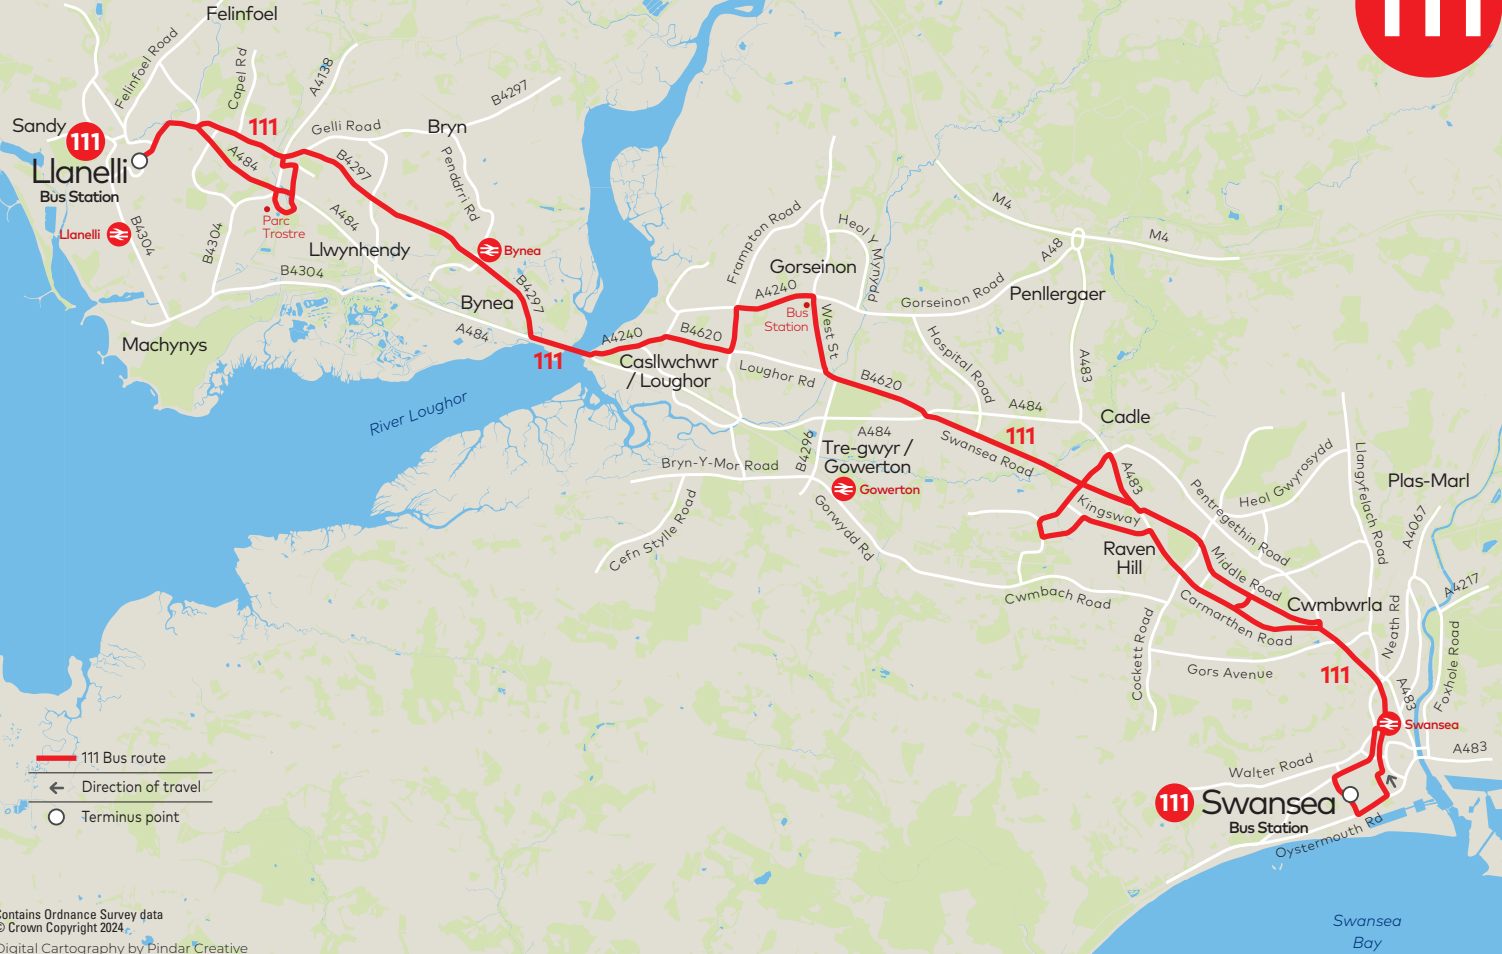 111
Felinfoel
Felinfoel Road
Capel Rd
A4138
B4297
Sandy
111
Llanelli
Bus Station
111
Gelli Road
Bryn
A484
B4297
Penddrri Rd
Parc
Trostre
Llanelli
B4304
B4304
A484
Llwynhendy
B4304
Bynea
Bynea
B4297
A484
Machynys
111
River Loughor
A4240
B4620
Casllwchwr
/ Loughor
Frampton Road
Heol Y Mynydd
Gorseinon
A4240
Bus
Station
West St
Loughor Rd
B4620
M4
M4
A48
Gorseinon Road
Penllergaer
Hospital Road
A483
A484
A484
Cadle
111
Swansea Road
B4296
Tre-gwyr /
Gowerton
Gowerton
Bryn-Y-Mor Road
Cefn Stylle Road
Gorwydd Rd
A483
Kingsway
Raven
Hill
Pentregethin Road
Heol Gwyrosydd
Llangyfelach Road
Plas-Marl
A4067
A4217
Middle Road
Cwmbwrla
Carmarthen Road
Cwmbach Road
Cockett Road
Gors Avenue
Neath Rd
Foxhole Road
111
A483
Swansea
A483
Walter Road
111
Swansea
Bus Station
Oystermouth Rd
Swansea
Bay
111 Bus route
Direction of travel
Terminus point
Contains Ordnance Survey data
© Crown Copyright 2024
Digital Cartography by Pindar Creative